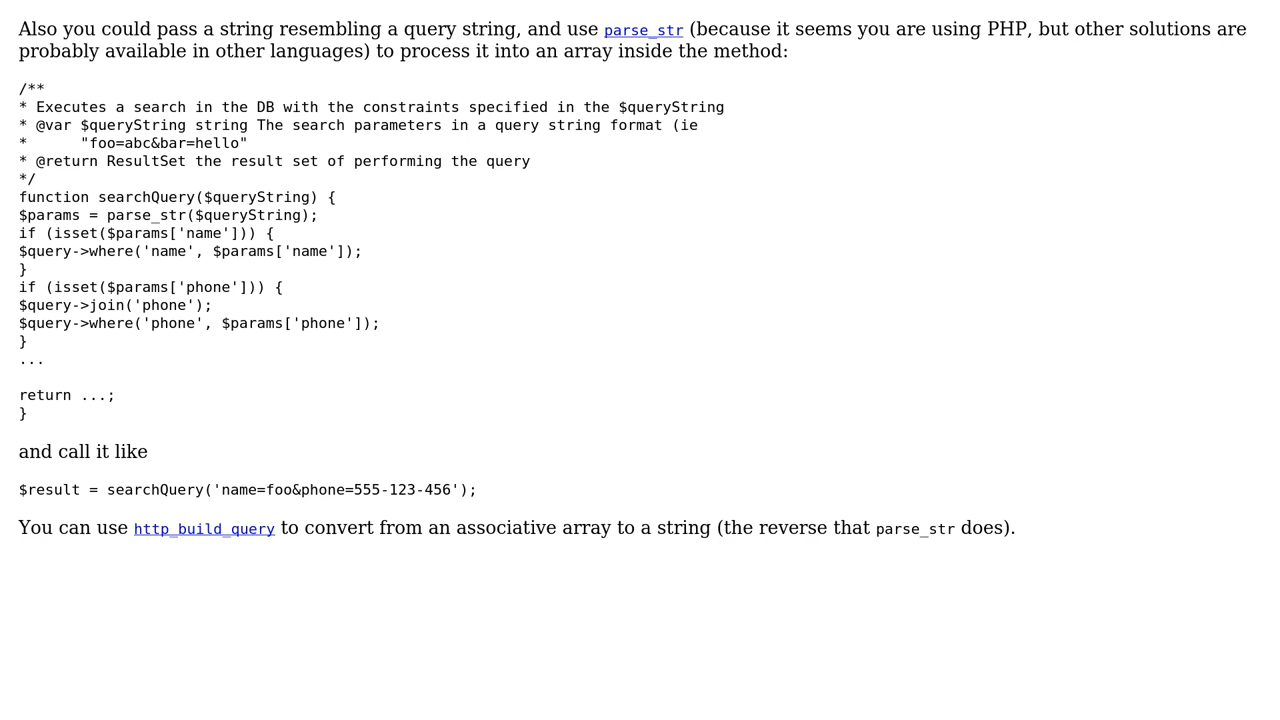 Also you could pass a string resembling a query string, and use parse_str (because it seems you are using PHP, but other solutions are
probably available in other languages) to process it into an array inside the method:
/**
* Executes a search in the DB with the constraints specified in the $queryString
* @var $queryString string The search parameters in a query string format (ie
*      "foo=abc&bar=hello"
* @return ResultSet the result set of performing the query
*/
function searchQuery($queryString) {
$params = parse_str($queryString);
if (isset($params['name'])) {
$query->where('name', $params['name']);
}
if (isset($params['phone'])) {
$query->join('phone');
$query->where('phone', $params['phone']);
}
...
return ...;
}
and call it like
$result = searchQuery('name=foo&phone=555-123-456');
You can use http_build_query to convert from an associative array to a string (the reverse that parse_str does).